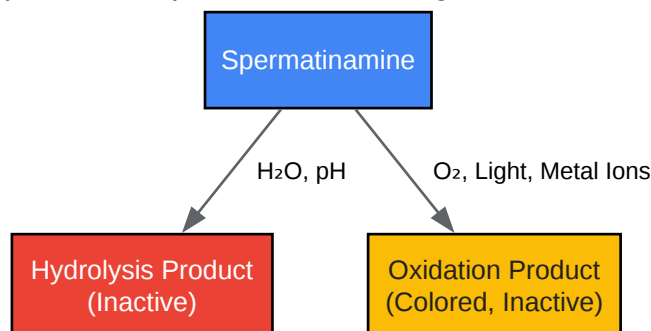 Spermatinamine
H₂O, pH
O₂, Light, Metal Ions
Hydrolysis Product
(Inactive)
Oxidation Product
(Colored, Inactive)